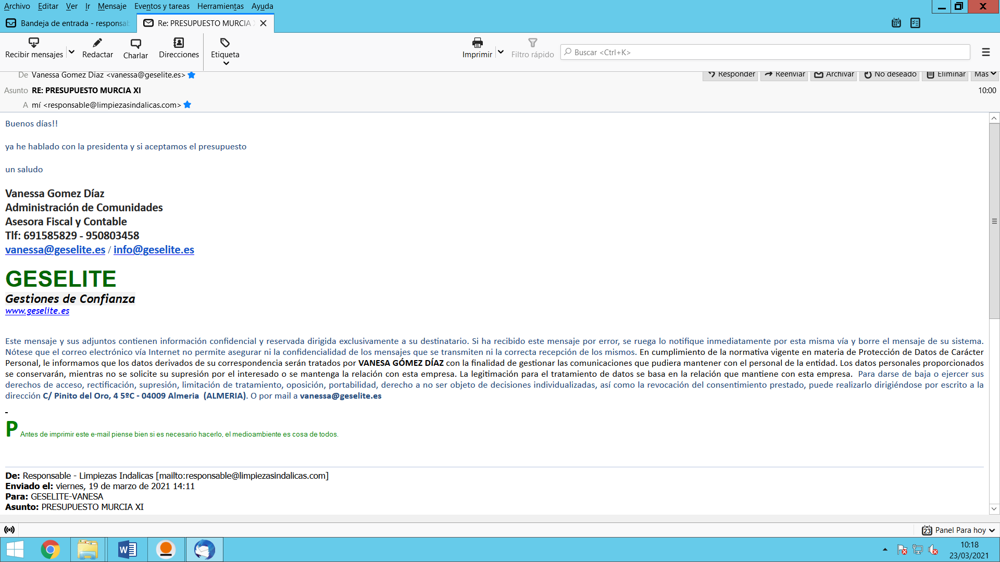 Archivo Editar Ver Ir Mensaje Eventos y tareas Herramientas Ayuda
Bandeja de entrada - responsab
Re: PRESUPUESTO MURCIA X
Recibir mensajes Redactar Charlar Direcciones Etiqueta Imprimir Filtro rápido Buscar <Ctrl+K>
De Vanessa Gomez Diaz <vanessa@geselite.es> Responder Reenviar Archivar No deseado Eliminar Más
Asunto RE: PRESUPUESTO MURCIA XI 10:00
A mí <responsable@limpiezasindalicas.com>
Buenos días!!
ya he hablado con la presidenta y si aceptamos el presupuesto
un saludo
Vanessa Gomez Díaz
Administración de Comunidades
Asesora Fiscal y Contable
Tlf: 691585829 - 950803458
vanessa@geselite.es / info@geselite.es
GESELITE
Gestiones de Confianza
www.geselite.es
Este mensaje y sus adjuntos contienen información confidencial y reservada dirigida exclusivamente a su destinatario. Si ha recibido este mensaje por error, se ruega lo notifique inmediatamente por esta misma vía y borre el mensaje de su sistema.
Nótese que el correo electrónico vía Internet no permite asegurar ni la confidencialidad de los mensajes que se transmiten ni la correcta recepción de los mismos. En cumplimiento de la normativa vigente en materia de Protección de Datos de Carácter
Personal, le informamos que los datos derivados de su correspondencia serán tratados por VANESA GÓMEZ DÍAZ con la finalidad de gestionar las comunicaciones que pudiera mantener con el personal de la entidad. Los datos personales proporcionados
se conservarán, mientras no se solicite su supresión por el interesado o se mantenga la relación con esta empresa. La legitimación para el tratamiento de datos se basa en la relación que mantiene con esta empresa. Para darse de baja o ejercer sus
derechos de acceso, rectificación, supresión, limitación de tratamiento, oposición, portabilidad, derecho a no ser objeto de decisiones individualizadas, así como la revocación del consentimiento prestado, puede realizarlo dirigiéndose por escrito a la
dirección C/ Pinito del Oro, 4 5ºC - 04009 Almeria (ALMERIA). O por mail a vanessa@geselite.es
-
P Antes de imprimir este e-mail piense bien si es necesario hacerlo, el medioambiente es cosa de todos.
De: Responsable - Limpiezas Indalicas [mailto:responsable@limpiezasindalicas.com]
Enviado el: viernes, 19 de marzo de 2021 14:11
Para: GESELITE-VANESA
Asunto: PRESUPUESTO MURCIA XI
23 Panel Para hoy
10:18
23/03/2021